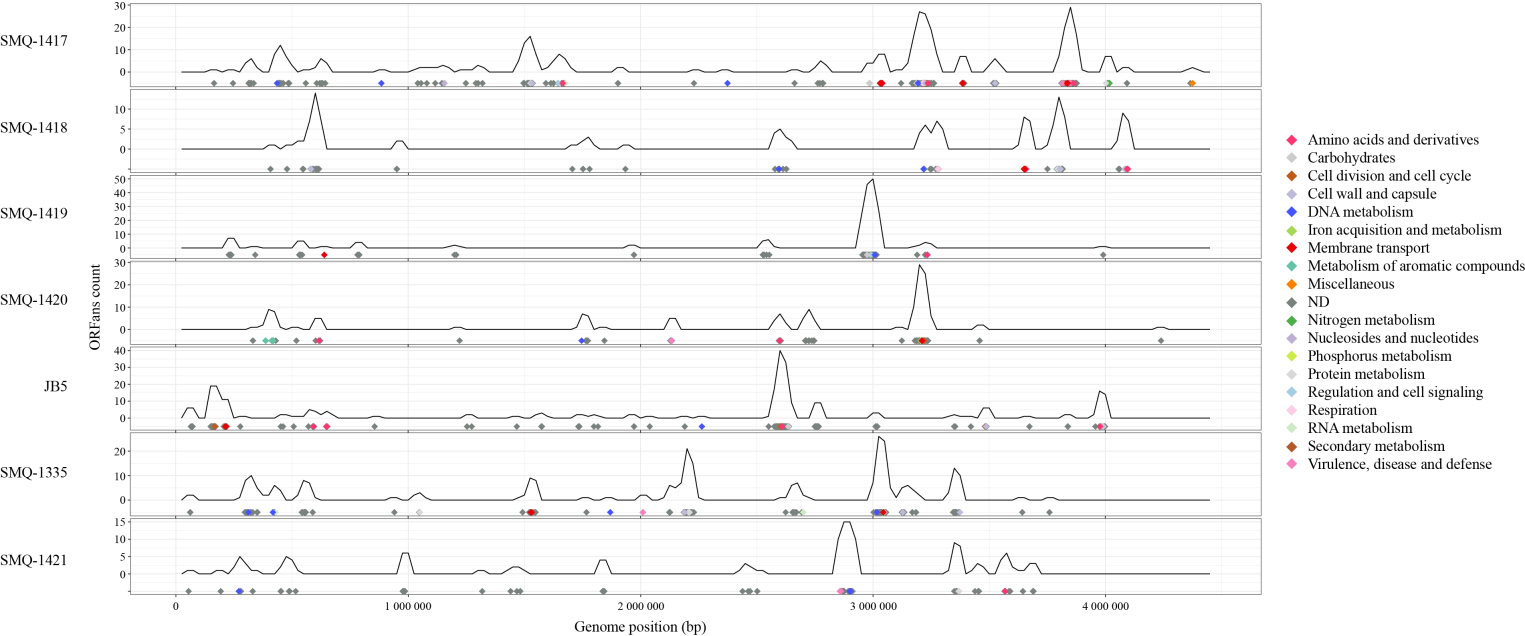 SMQ-1417
30
20
10
0
SMQ-1418
10
5
0
SMQ-1419
50
40
30
20
10
0
SMQ-1420
30
20
10
0
JB5
40
30
20
10
0
SMQ-1335
20
10
0
SMQ-1421
15
10
5
0
ORFans count
0
1 000 000
2 000 000
3 000 000
4 000 000
Genome position (bp)
Amino acids and derivatives
Carbohydrates
Cell division and cell cycle
Cell wall and capsule
DNA metabolism
Iron acquisition and metabolism
Membrane transport
Metabolism of aromatic compounds
Miscellaneous
ND
Nitrogen metabolism
Nucleosides and nucleotides
Phosphorus metabolism
Protein metabolism
Regulation and cell signaling
Respiration
RNA metabolism
Secondary metabolism
Virulence, disease and defense